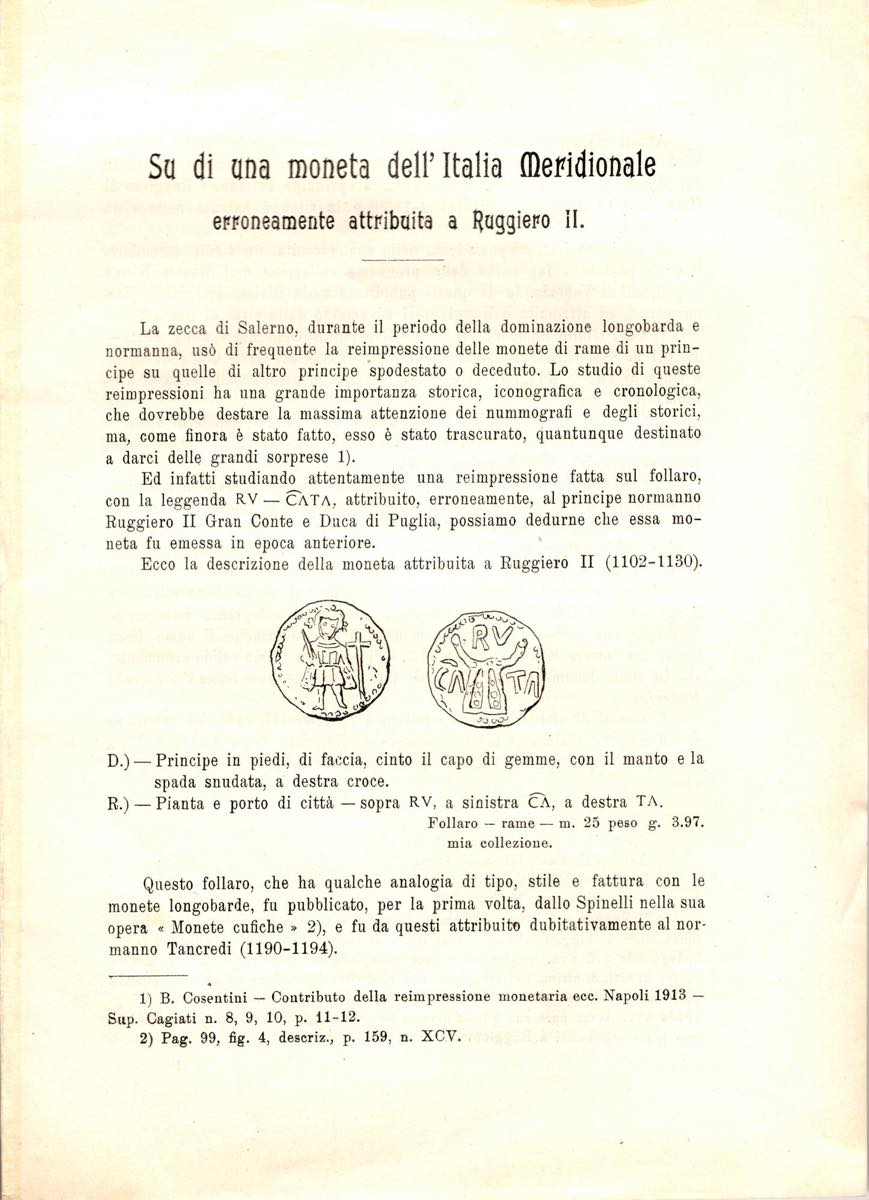 Su di una moneta dell' Italia Meridionale
erroneamente attribuita a Ruggiero II.
La zecca di Salerno, durante il periodo della dominazione longobarda e
normanna, usò di frequente la reimpressione delle monete di rame di un prin-
cipe su quelle di altro principe spodestato o deceduto. Lo studio di queste
reimpressioni ha una grande importanza storica, iconografica e cronologica,
che dovrebbe destare la massima attenzione dei nummografi e degli storici,
ma, come finora è stato fatto, esso è stato trascurato, quantunque destinato
a darci delle grandi sorprese 1).
Ed infatti studiando attentamente una reimpressione fatta sul follaro,
con la leggenda RV — C͡ΛTΛ, attribuito, erroneamente, al principe normanno
Ruggiero II Gran Conte e Duca di Puglia, possiamo dedurne che essa mo-
neta fu emessa in epoca anteriore.
Ecco la descrizione della moneta attribuita a Ruggiero II (1102-1130).
RV
C͡Λ TΛ
D.) — Principe in piedi, di faccia, cinto il capo di gemme, con il manto e la
spada snudata, a destra croce.
R.) — Pianta e porto di città — sopra RV, a sinistra C͡Λ, a destra TΛ.
Follaro — rame — m. 25 peso g. 3.97.
mia collezione.
Questo follaro, che ha qualche analogia di tipo, stile e fattura con le
monete longobarde, fu pubblicato, per la prima volta, dallo Spinelli nella sua
opera « Monete cufiche » 2), e fu da questi attribuito dubitativamente al nor-
manno Tancredi (1190-1194).
1) B. Cosentini — Contributo della reimpressione monetaria ecc. Napoli 1913 —
Sup. Cagiati n. 8, 9, 10, p. 11-12.
2) Pag. 99, fig. 4, descriz., p. 159, n. XCV.